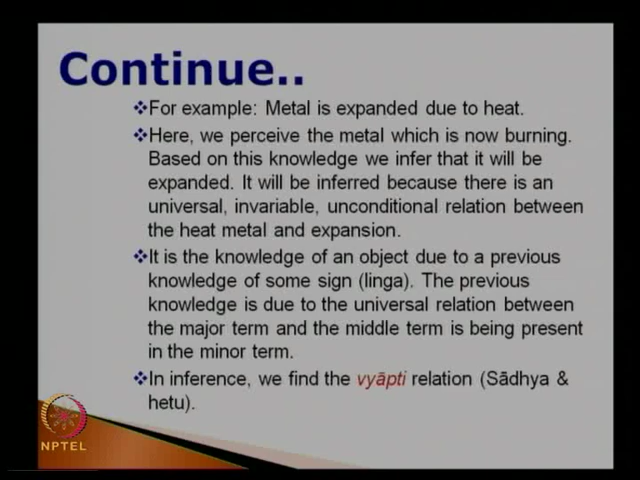 Continue..
❖For example: Metal is expanded due to heat.
❖Here, we perceive the metal which is now burning.
Based on this knowledge we infer that it will be
expanded. It will be inferred because there is an
universal, invariable, unconditional relation between
the heat metal and expansion.
❖It is the knowledge of an object due to a previous
knowledge of some sign (linga). The previous
knowledge is due to the universal relation between
the major term and the middle term is being present
in the minor term.
❖In inference, we find the vyāpti relation (Sādhya &
hetu).
NPTEL